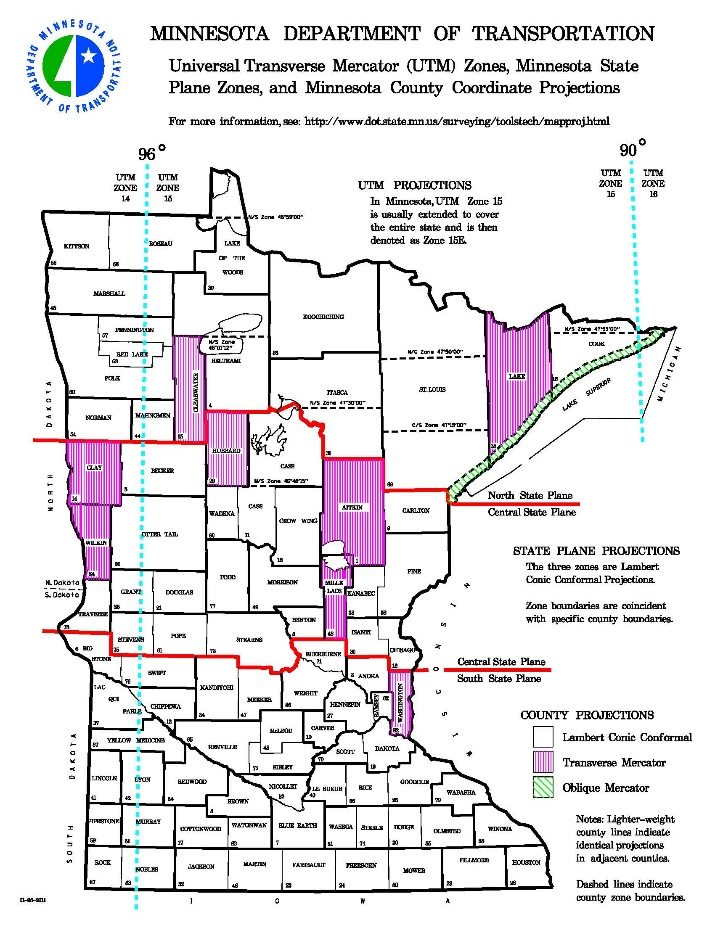 MINNESOTA DEPARTMENT OF TRANSPORTATION
MINNESOTA
DEPARTMENT OF TRANSPORTATION
Universal Transverse Mercator (UTM) Zones, Minnesota State
Plane Zones, and Minnesota County Coordinate Projections
For more information, see: http://www.dot.state.mn.us/surveying/toolstech/mapproj.html
96°
90°
UTM ZONE 14
UTM ZONE 15
UTM ZONE 15
UTM ZONE 16
UTM PROJECTIONS
In Minnesota, UTM Zone 15
is usually extended to cover
the entire state and is then
denoted as Zone 15E.
KITTSON
ROSEAU
LAKE
OF THE
WOODS
MARSHALL
KOOCHICHING
PENNINGTON
RED LAKE
POLK
CLEARWATER
BELTRAMI
ITASCA
ST.LOUIS
LAKE
COOK
N/S Zone 47°55'00"
LAKE SUPERIOR
MICHIGAN
NORMAN
MAHNOMEN
HUBBARD
CASS
CLAY
BECKER
WADENA
CASS
CROW WING
AITKIN
CARLTON
North State Plane
Central State Plane
NORTH DAKOTA
WILKIN
OTTER TAIL
TODD
MORRISON
MILLE
LACS
KANABEC
PINE
STATE PLANE PROJECTIONS
The three zones are Lambert
Conic Conformal Projections.
Zone boundaries are coincident
with specific county boundaries.
N. Dakota
S. Dakota
GRANT
DOUGLAS
TRAVERSE
STEVENS
POPE
STEARNS
BENTON
ISANTI
CHISAGO
SHERBURNE
Central State Plane
South State Plane
BIG
STONE
SWIFT
KANDIYOHI
MEEKER
WRIGHT
ANOKA
HENNEPIN
RAMSEY
WASHINGTON
LAC
QUI
PARLE
CHIPPEWA
COUNTY PROJECTIONS
Lambert Conic Conformal
Transverse Mercator
Oblique Mercator
YELLOW MEDICINE
RENVILLE
McLEOD
CARVER
SCOTT
DAKOTA
SIBLEY
LINCOLN
LYON
REDWOOD
NICOLLET
LE SUEUR
RICE
GOODHUE
WABASHA
BROWN
MURRAY
COTTONWOOD
WATONWAN
BLUE EARTH
WASECA
STEELE
DODGE
OLMSTED
WINONA
ROCK
NOBLES
JACKSON
MARTIN
FARIBAULT
FREEBORN
MOWER
FILLMORE
HOUSTON
SOUTH DAKOTA
IOWA
Notes: Lighter-weight
county lines indicate
identical projections
in adjacent counties.
Dashed lines indicate
county zone boundaries.